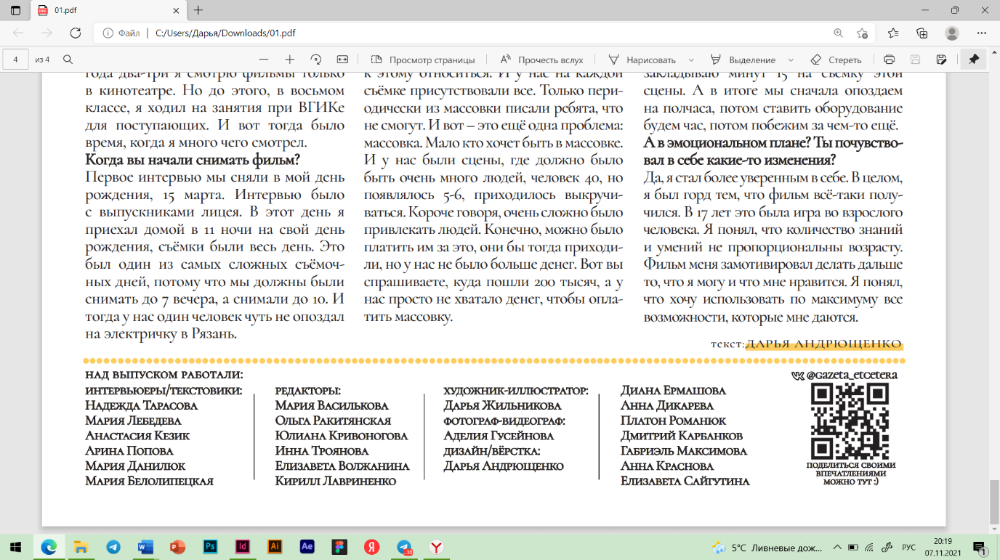 01.pdf
Файл
C:/Users/Дарья/Downloads/01.pdf
4
из 4
Просмотр страницы
Прочесть вслух
Нарисовать
Выделение
Стереть
года два-три я смотрю фильмы только
в кинотеатре. Но до этого, в восьмом
классе, я ходил на занятия при ВГИКе
для поступающих. И вот тогда было
время, когда я много чего смотрел.
Когда вы начали снимать фильм?
Первое интервью мы сняли в мой день
рождения, 15 марта. Интервью было
с выпускниками лицея. В этот день я
приехал домой в 11 ночи на свой день
рождения, съёмки были весь день. Это
был один из самых сложных съёмоч-
ных дней, потому что мы должны были
снимать до 7 вечера, а снимали до 10. И
тогда у нас один человек чуть не опоздал
на электричку в Рязань.
к этому относиться. И у нас на каждой
съёмке присутствовали все. Только пери-
одически из массовки писали ребята, что
не смогут. И вот – это ещё одна проблема:
массовка. Мало кто хочет быть в массовке.
И у нас были сцены, где должно было
быть очень много людей, человек 40, но
появлялось 5-6, приходилось выкручи-
ваться. Короче говоря, очень сложно было
привлекать людей. Конечно, можно было
платить им за это, они бы тогда приходи-
ли, но у нас не было больше денег. Вот вы
спрашиваете, куда пошли 200 тысяч, а у
нас просто не хватало денег, чтобы опла-
тить массовку.
закладываю минут 15 на съёмку этой
сцены. А в итоге мы сначала опоздаем
на полчаса, потом ставить оборудование
будем час, потом побежим за чем-то ещё.
А в эмоциональном плане? Ты почувство-
вал в себе какие-то изменения?
Да, я стал более уверенным в себе. В целом,
я был горд тем, что фильм всё-таки полу-
чился. В 17 лет это была игра во взрослого
человека. Я понял, что количество знаний
и умений не пропорциональны возрасту.
Фильм меня замотивировал делать дальше
то, что я могу и что мне нравится. Я понял,
что хочу использовать по максимуму все
возможности, которые мне даются.
текст:ДАРЬЯ АНДРЮЩЕНКО
НАД ВЫПУСКОМ РАБОТАЛИ:
ИНТЕРВЬЮЕРЫ/ТЕКСТОВИКИ:
НАДЕЖДА ТАРАСОВА
МАРИЯ ЛЕБЕДЕВА
АНАСТАСИЯ КЕЗИК
АРИНА ПОПОВА
МАРИЯ ДАНИЛЮК
МАРИЯ БЕЛОЛИПЕЦКАЯ
РЕДАКТОРЫ:
МАРИЯ ВАСИЛЬКОВА
ОЛЬГА РАКИТЯНСКАЯ
ЮЛИАНА КРИВОНОГОВА
ИННА ТРОЯНОВА
ЕЛИЗАВЕТА ВОЛЖАНИНА
КИРИЛЛ ЛАВРИНЕНКО
ХУДОЖНИК-ИЛЛЮСТРАТОР:
ДАРЬЯ ЖИЛЬНИКОВА
ФОТОГРАФ-ВИДЕОГРАФ:
АДЕЛИЯ ГУСЕЙНОВА
ДИЗАЙН/ВЁРСТКА:
ДАРЬЯ АНДРЮЩЕНКО
ДИАНА ЕРМАШОВА
АННА ДИКАРЕВА
ПЛАТОН РОМАНЮК
ДМИТРИЙ КАРБАНКОВ
ГАБРИЭЛЬ МАКСИМОВА
АННА КРАСНОВА
ЕЛИЗАВЕТА САЙГУТИНА
@GAZETA_ETCETERA
ПОДЕЛИТЬСЯ СВОИМИ
ВПЕЧАТЛЕНИЯМИ
МОЖНО ТУТ :)
5°C Ливневые дож...
РУС
20:19
07.11.2021